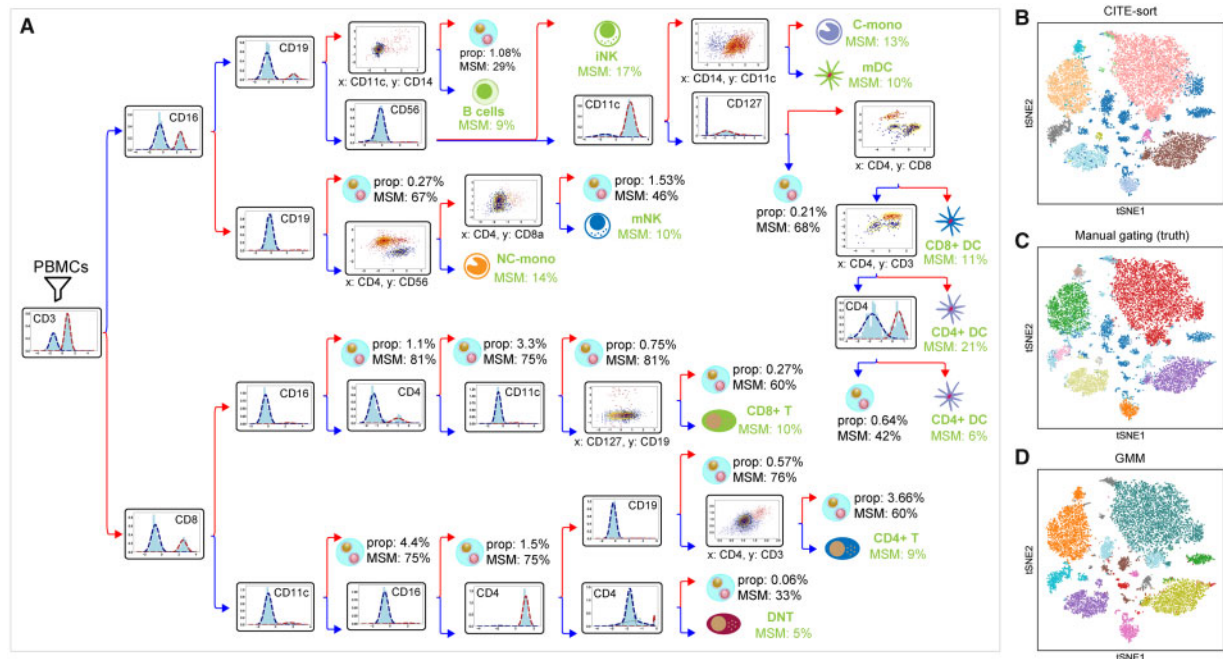 A
PBMCs
CD3
CD16
CD19
x: CD11c, y: CD14
prop: 1.08%
MSM: 29%
B cells
MSM: 9%
CD56
iNK
MSM: 17%
CD11c
x: CD14, y: CD11c
CD127
C-mono
MSM: 13%
mDC
MSM: 10%
x: CD4, y: CD8
prop: 0.21%
MSM: 68%
CD8+ DC
MSM: 11%
x: CD4, y: CD3
CD4
CD4+ DC
MSM: 21%
prop: 0.64%
MSM: 42%
CD4+ DC
MSM: 6%
CD19
prop: 0.27%
MSM: 67%
x: CD4, y: CD56
x: CD4, y: CD8a
NC-mono
MSM: 14%
prop: 1.53%
MSM: 46%
mNK
MSM: 10%
CD16
prop: 1.1%
MSM: 81%
CD4
prop: 3.3%
MSM: 75%
CD11c
prop: 0.75%
MSM: 81%
x: CD127, y: CD19
prop: 0.27%
MSM: 60%
CD8+ T
MSM: 10%
CD8
CD11c
prop: 4.4%
MSM: 75%
CD16
prop: 1.5%
MSM: 75%
CD4
CD19
prop: 0.57%
MSM: 76%
x: CD4, y: CD3
prop: 3.66%
MSM: 60%
CD4+ T
MSM: 9%
CD4
prop: 0.06%
MSM: 33%
DNT
MSM: 5%
B
CITE-sort
tSNE2
tSNE1
C
Manual gating (truth)
tSNE2
tSNE1
D
GMM
tSNE2
tSNE1